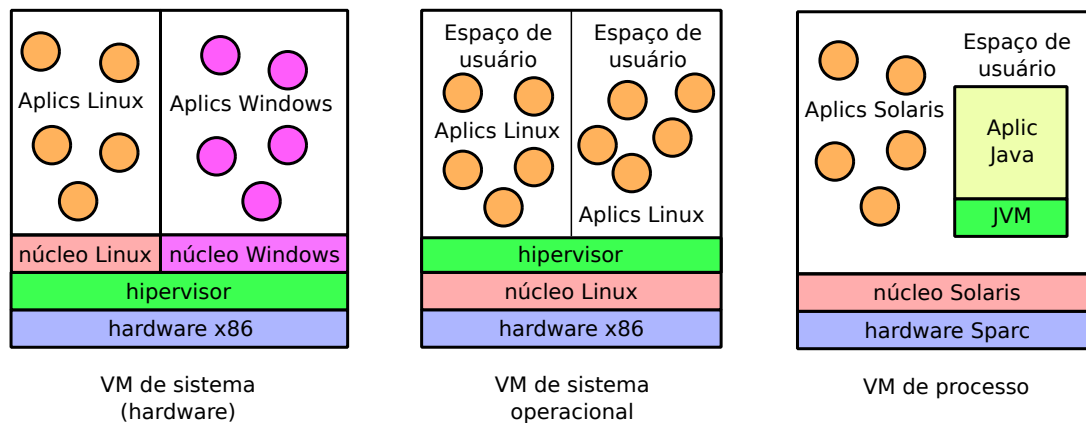 Aplics Linux
Aplics Windows
núcleo Linux
núcleo Windows
hipervisor
hardware x86
VM de sistema
(hardware)
Espaço de
usuário
Aplics Linux
Espaço de
usuário
Aplics Linux
hipervisor
núcleo Linux
hardware x86
VM de sistema
operacional
Aplics Solaris
Espaço de
usuário
Aplic
Java
JVM
núcleo Solaris
hardware Sparc
VM de processo